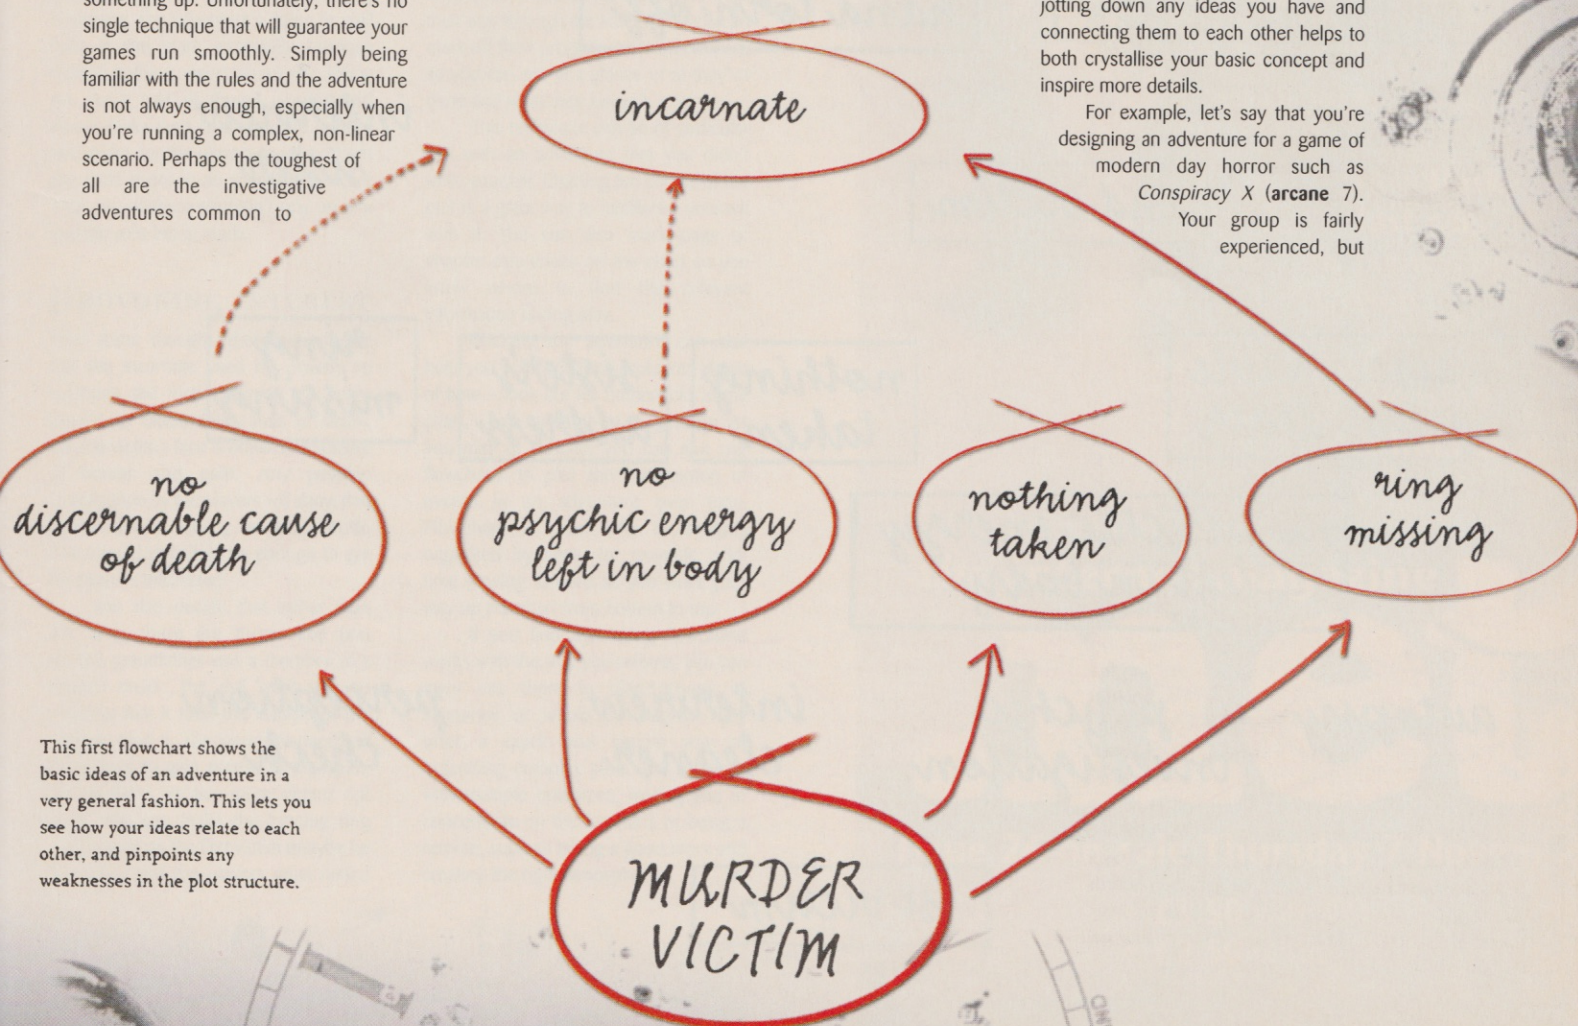 something up. Unfortunately, there's no
single technique that will guarantee your
games run smoothly. Simply being
familiar with the rules and the adventure
is not always enough, especially when
you're running a complex, non-linear
scenario. Perhaps the toughest of
all are the investigative
adventures common to
jotting down any ideas you have and
connecting them to each other helps to
both crystallise your basic concept and
inspire more details.
For example, let's say that you're
designing an adventure for a game of
modern day horror such as
Conspiracy X (arcane 7).
Your group is fairly
experienced, but
incarnate
no
discernable cause
of death
no
psychic energy
left in body
nothing
taken
ring
missing
This first flowchart shows the
basic ideas of an adventure in a
very general fashion. This lets you
see how your ideas relate to each
other, and pinpoints any
weaknesses in the plot structure.
MURDER
VICTIM